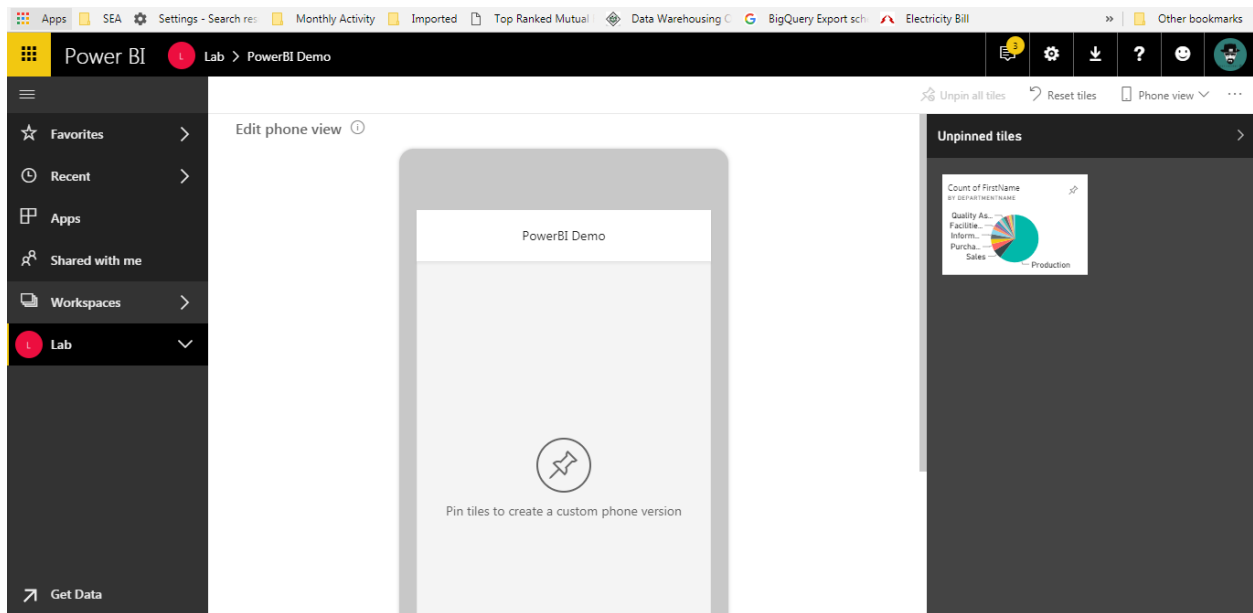 Apps SEA Settings - Search res Monthly Activity Imported Top Ranked Mutual Data Warehousing C BigQuery Export sch Electricity Bill » Other bookmarks
Power BI L Lab > PowerBI Demo 3 ?
Unpin all tiles Reset tiles Phone view ...
Favorites
Recent
Apps
Shared with me
Workspaces
L Lab
Get Data
Edit phone view
PowerBI Demo
Pin tiles to create a custom phone version
Unpinned tiles
Count of FirstName
BY DEPARTMENTNAME
Quality As...
Facilitie...
Inform...
Purcha...
Sales
Production